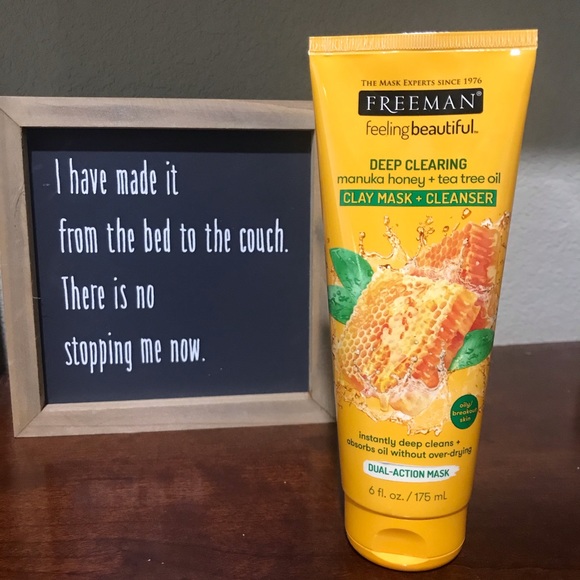 I have made it
from the bed to the couch.
There is no
stopping me now.
THE MASK EXPERTS SINCE 1976
FREEMAN®
feeling beautiful™
DEEP CLEARING
manuka honey + tea tree oil
CLAY MASK + CLEANSER
oily/
breakout
skin
instantly deep cleans +
absorbs oil without over-drying
DUAL-ACTION MASK
6 fl. oz. / 175 mL